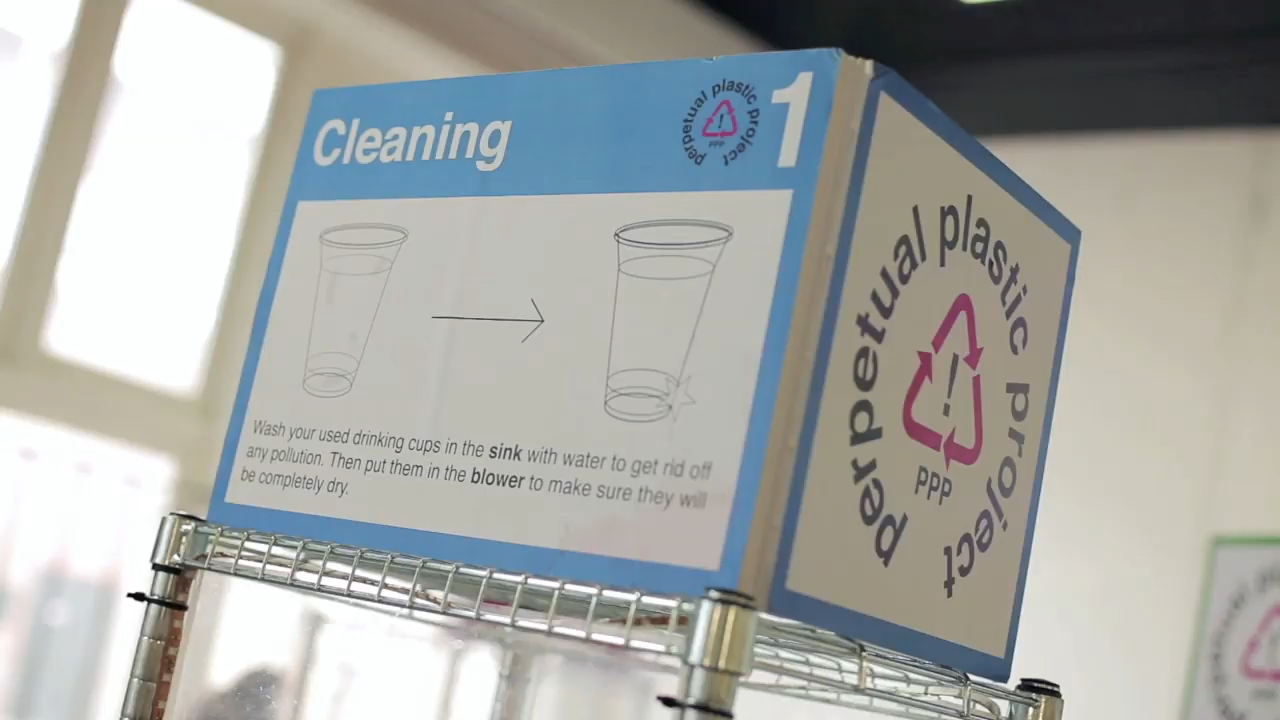 Cleaning
perpetual plastic project
!
PPP
1
Wash your used drinking cups in the sink with water to get rid off
any pollution. Then put them in the blower to make sure they will
be completely dry.
perpetual plastic project
!
PPP